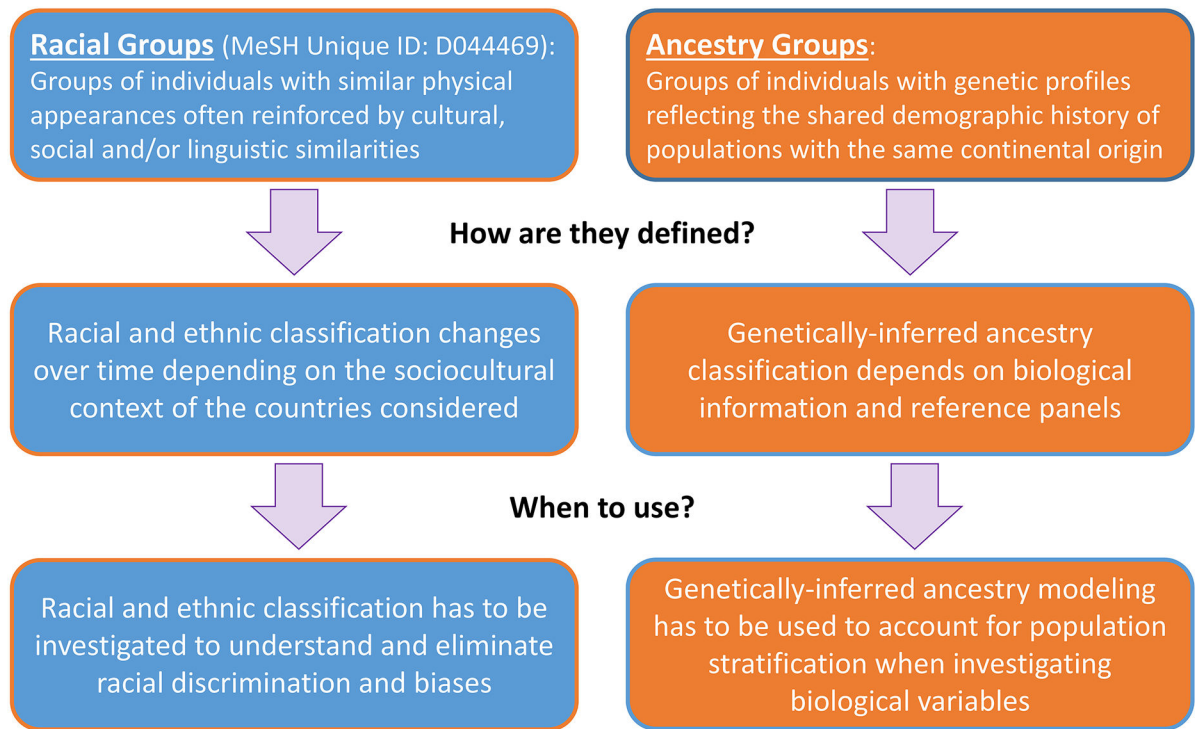 Racial Groups (MeSH Unique ID: D044469):
Groups of individuals with similar physical
appearances often reinforced by cultural,
social and/or linguistic similarities
Ancestry Groups:
Groups of individuals with genetic profiles
reflecting the shared demographic history of
populations with the same continental origin
How are they defined?
Racial and ethnic classification changes
over time depending on the sociocultural
context of the countries considered
Genetically-inferred ancestry
classification depends on biological
information and reference panels
When to use?
Racial and ethnic classification has to be
investigated to understand and eliminate
racial discrimination and biases
Genetically-inferred ancestry modeling
has to be used to account for population
stratification when investigating
biological variables